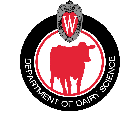 W
DEPARTMENT OF DAIRY SCIENCE